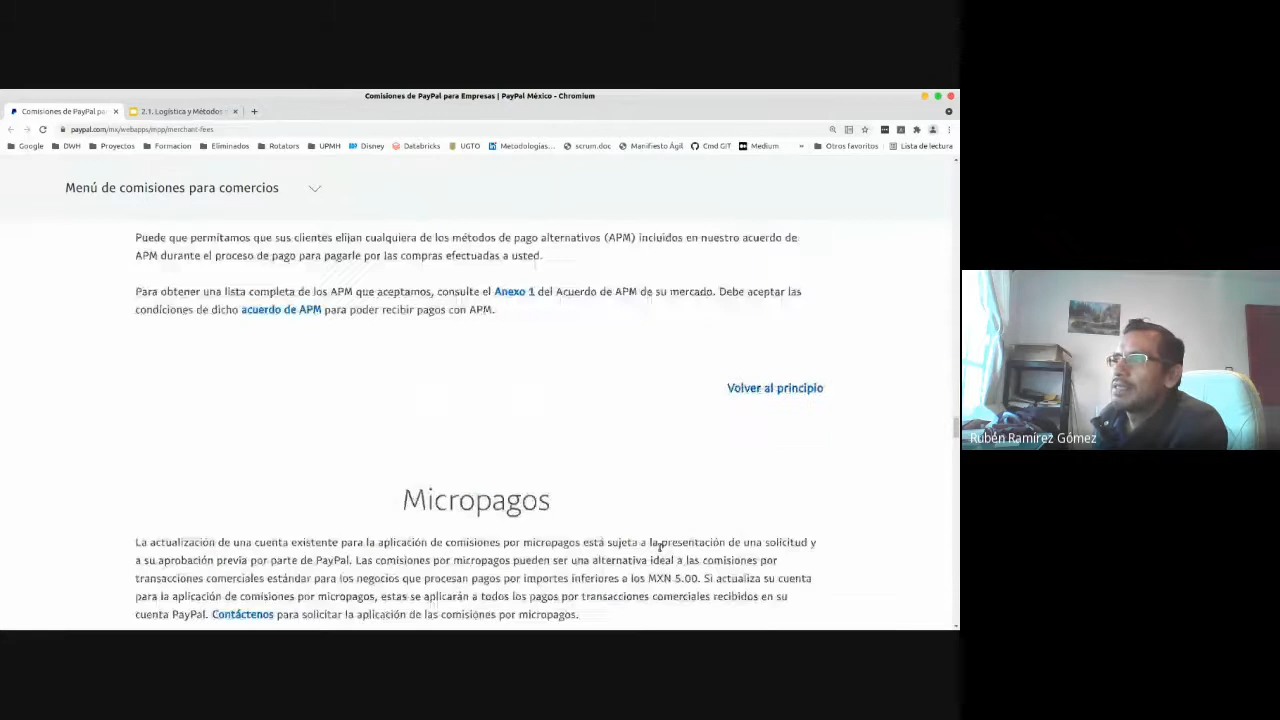 Comisiones de PayPal para Empresas | PayPal México - Chromium
Comisiones de PayPal pa
2.1. Logística y Métodos
paypal.com/mx/webapps/mpp/merchant-fees
Google DWH Proyectos Formacion Eliminados Rotators UPMH Disney Databricks UGTO Metodologías... scrum.doc Manifiesto Ágil Cmd GIT Medium » Otros favoritos Lista de lectura
Menú de comisiones para comercios
Puede que permitamos que sus clientes elijan cualquiera de los métodos de pago alternativos (APM) incluidos en nuestro acuerdo de
APM durante el proceso de pago para pagarle por las compras efectuadas a usted.
Para obtener una lista completa de los APM que aceptamos, consulte el Anexo 1 del Acuerdo de APM de su mercado. Debe aceptar las
condiciones de dicho acuerdo de APM para poder recibir pagos con APM.
Volver al principio
Micropagos
La actualización de una cuenta existente para la aplicación de comisiones por micropagos está sujeta a la presentación de una solicitud y
a su aprobación previa por parte de PayPal. Las comisiones por micropagos pueden ser una alternativa ideal a las comisiones por
transacciones comerciales estándar para los negocios que procesan pagos por importes inferiores a los MXN 5.00. Si actualiza su cuenta
para la aplicación de comisiones por micropagos, estas se aplicarán a todos los pagos por transacciones comerciales recibidos en su
cuenta PayPal. Contáctenos para solicitar la aplicación de las comisiones por micropagos.
Rubén Ramírez Gómez